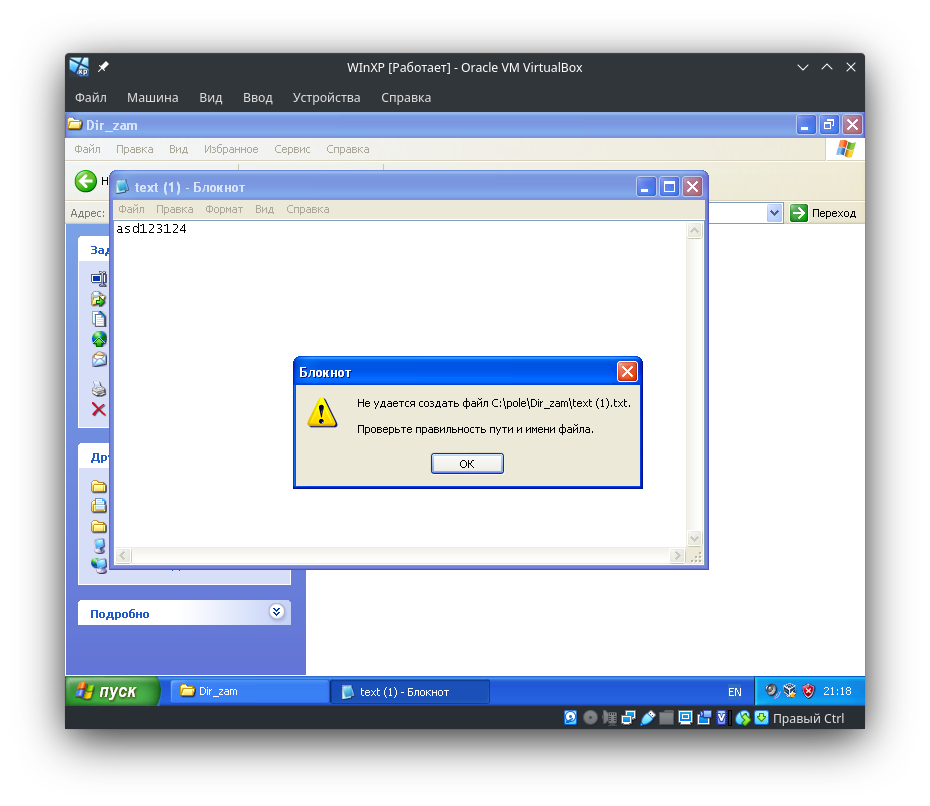 WInXP [Работает] - Oracle VM VirtualBox
Файл Машина Вид Ввод Устройства Справка
Dir_zam
Файл Правка Вид Избранное Сервис Справка
Адрес:
Переход
text (1) - Блокнот
Файл Правка Формат Вид Справка
asd123124
Блокнот
Не удается создать файл C:\pole\Dir_zam\text (1).txt.
Проверьте правильность пути и имени файла.
OK
Зад
Дру
Подробно
пуск
Dir_zam
text (1) - Блокнот
EN
21:18
Правый Ctrl